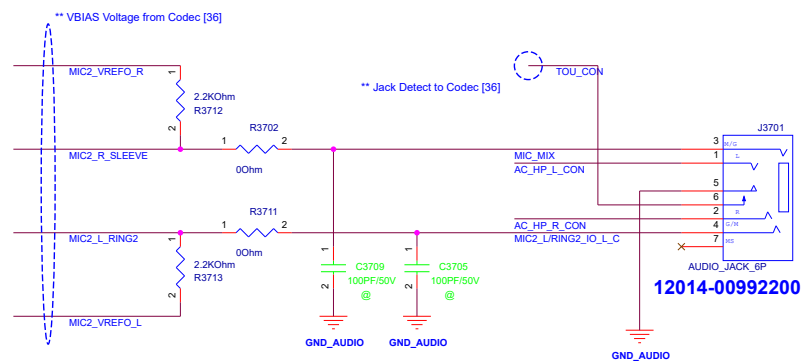 ** VBIAS Voltage from Codec [36]
MIC2_VREFO_R
TOU_CON
** Jack Detect to Codec [36]
1
2.2KOhm
R3712
2
R3702
J3701
1
2
3
M/G
MIC2_R_SLEEVE
0Ohm
MIC_MIX
1
L
AC_HP_L_CON
5
6
R3711
1
2
2
R
AC_HP_R_CON
4
G/M
MIC2_L_RING2
0Ohm
MIC2_L/RING2_IO_L_C
7
MS
1
2.2KOhm
R3713
2
1
C3709
100PF/50V
2
@
1
C3705
100PF/50V
2
@
AUDIO_JACK_6P
12014-00992200
MIC2_VREFO_L
GND_AUDIO
GND_AUDIO
GND_AUDIO